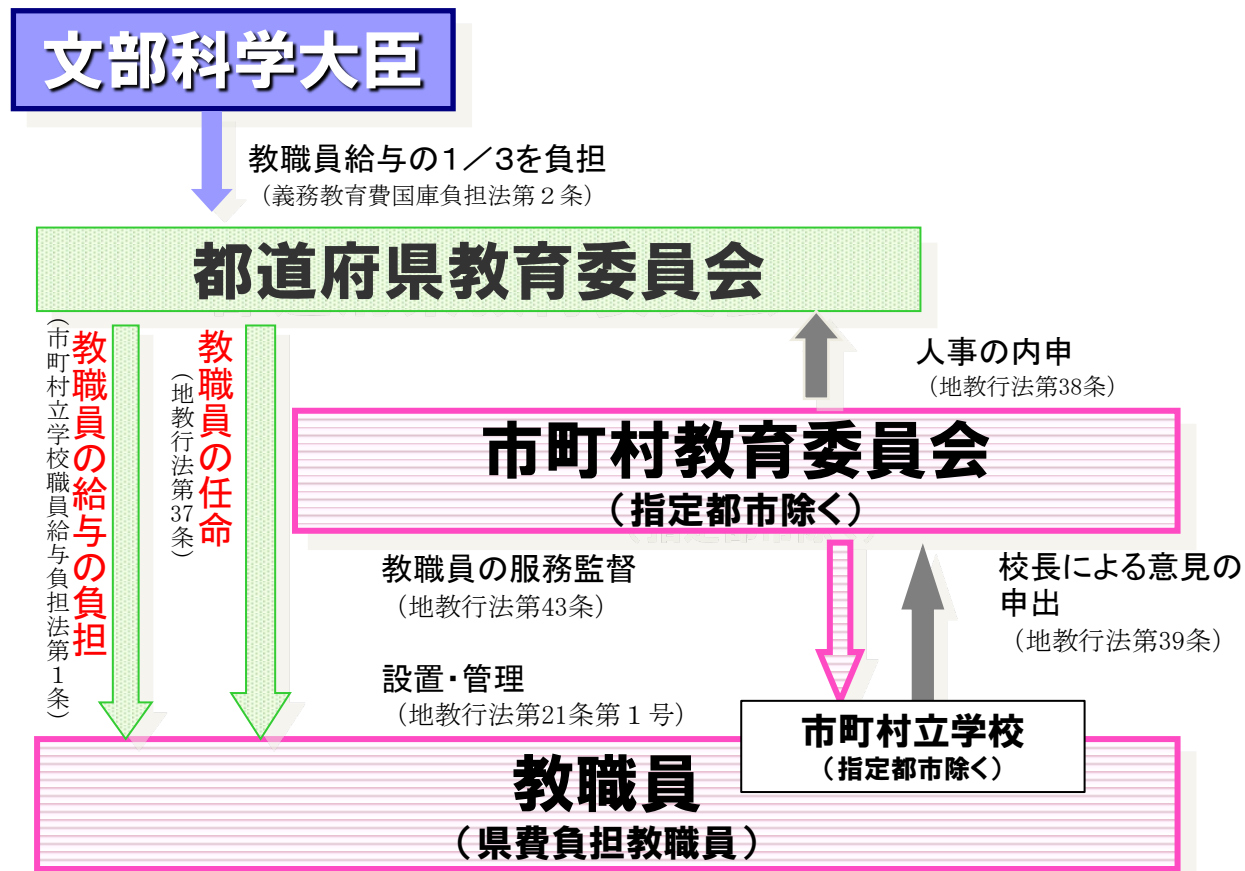 文部科学大臣
教職員給与の1／3を負担
（義務教育費国庫負担法第２条）
都道府県教育委員会
教職員の給与の負担
（市町村立学校職員給与負担法第１条）
教職員の任命
（地教行法第37条）
人事の内申
（地教行法第38条）
市町村教育委員会
（指定都市除く）
教職員の服務監督
（地教行法第43条）
設置・管理
（地教行法第21条第１号）
校長による意見の
申出
（地教行法第39条）
市町村立学校
（指定都市除く）
教職員
（県費負担教職員）